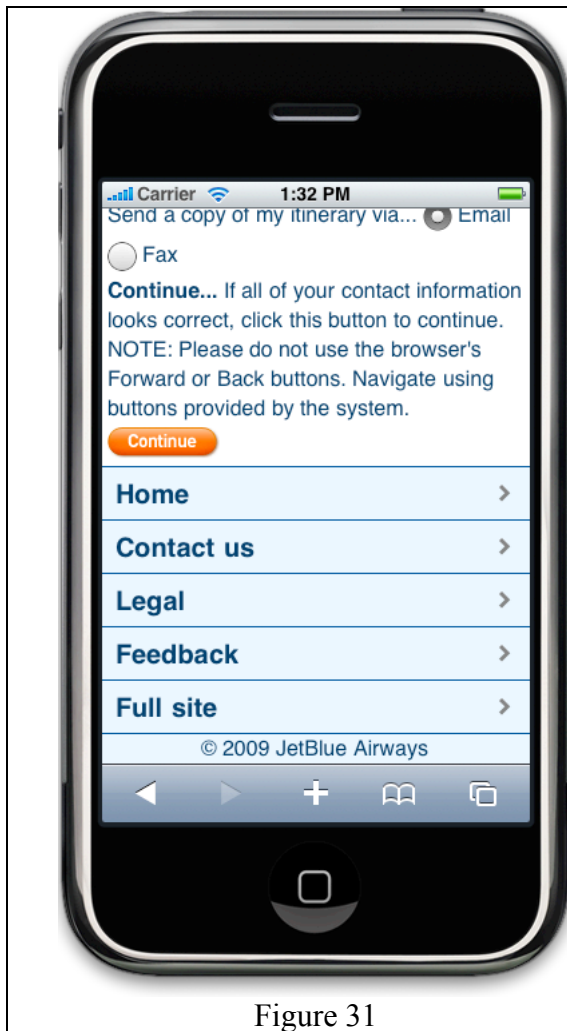 Carrier 1:32 PM
Send a copy of my itinerary via... Email
Fax
Continue... If all of your contact information
looks correct, click this button to continue.
NOTE: Please do not use the browser's
Forward or Back buttons. Navigate using
buttons provided by the system.
Continue
Home
Contact us
Legal
Feedback
Full site
© 2009 JetBlue Airways
Figure 31